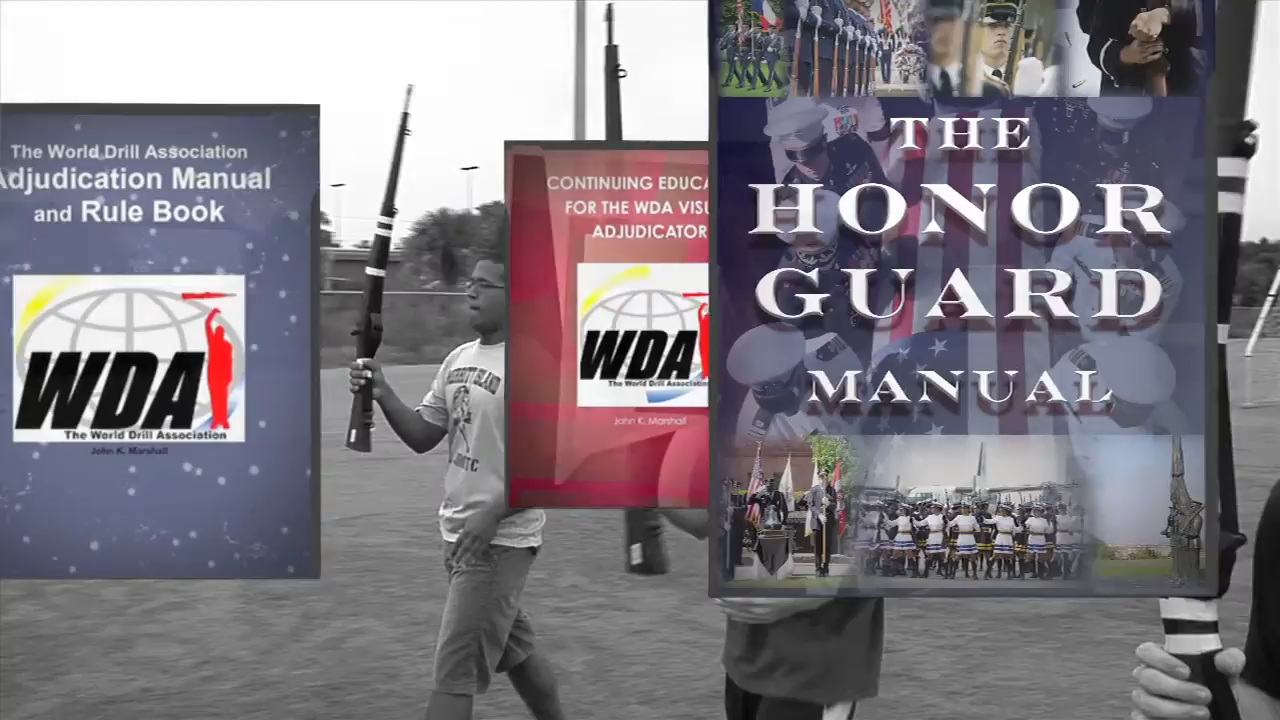 The World Drill Association
Adjudication Manual
and Rule Book
WDA
The World Drill Association
John K. Marshall
CONTINUING EDUCA
FOR THE WDA VISU
ADJUDICATOR
WDA
The World Drill Association
John K. Marshall
THE
HONOR
GUARD
MANUAL